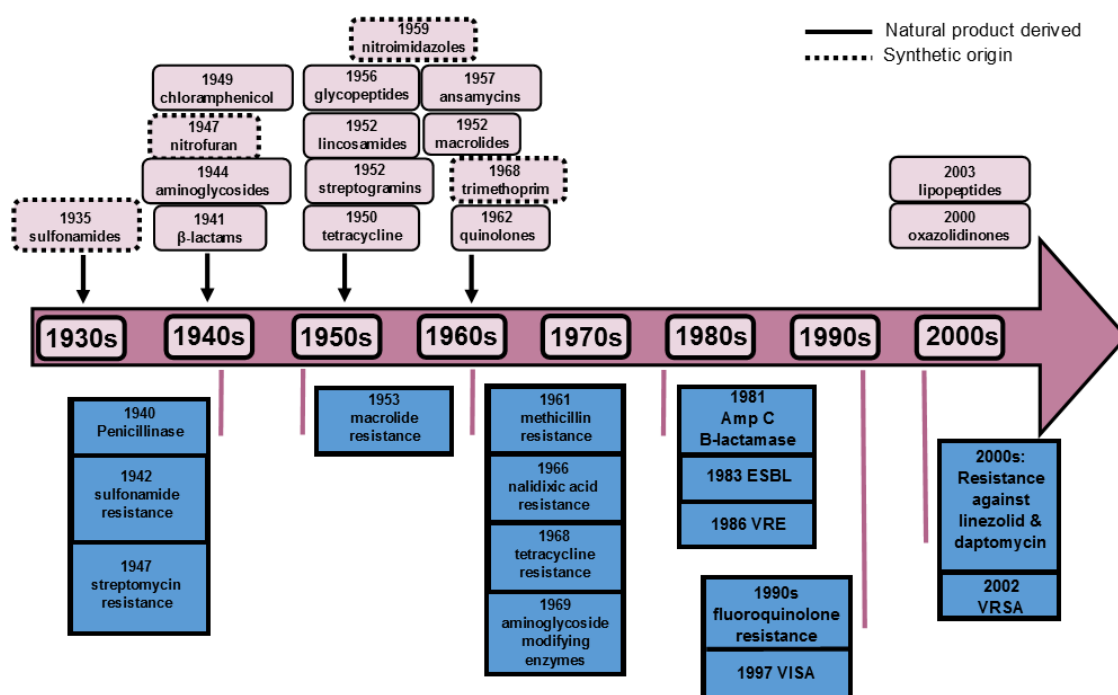 1959
nitroimidazoles
Natural product derived
Synthetic origin
1949
chloramphenicol
1956
glycopeptides
1957
ansamycins
1947
nitrofuran
1952
lincosamides
1952
macrolides
1944
aminoglycosides
1952
streptogramins
1968
trimethoprim
2003
lipopeptides
1935
sulfonamides
1941
β-lactams
1950
tetracycline
1962
quinolones
2000
oxazolidinones
1930s
1940s
1950s
1960s
1970s
1980s
1990s
2000s
1940
Penicillinase
1942
sulfonamide
resistance
1947
streptomycin
resistance
1953
macrolide
resistance
1961
methicillin
resistance
1966
nalidixic acid
resistance
1968
tetracycline
resistance
1969
aminoglycoside
modifying
enzymes
1981
Amp C
B-lactamase
1983 ESBL
1986 VRE
1990s
fluoroquinolone
resistance
1997 VISA
2000s:
Resistance
against
linezolid &
daptomycin
2002
VRSA